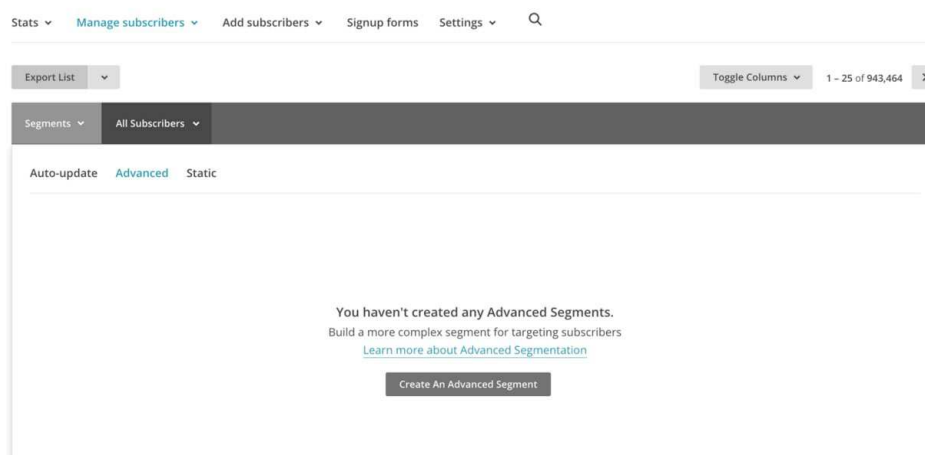 Stats Manage subscribers Add subscribers Signup forms Settings
Export List Toggle Columns 1 – 25 of 943,464
Segments All Subscribers
Auto-update Advanced Static
You haven't created any Advanced Segments.
Build a more complex segment for targeting subscribers
Learn more about Advanced Segmentation
Create An Advanced Segment